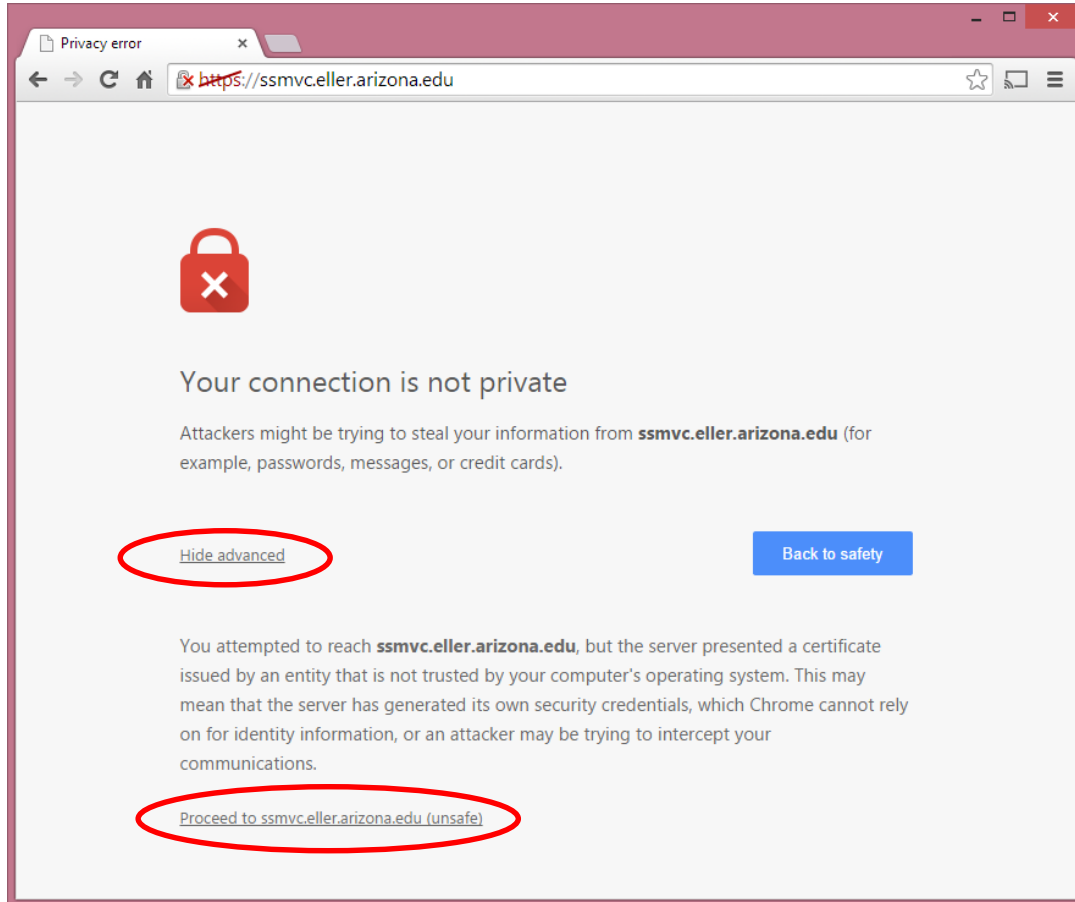 Privacy error
https://ssmvc.eller.arizona.edu
Your connection is not private
Attackers might be trying to steal your information from ssmvc.eller.arizona.edu (for
example, passwords, messages, or credit cards).
Hide advanced
Back to safety
You attempted to reach ssmvc.eller.arizona.edu, but the server presented a certificate
issued by an entity that is not trusted by your computer's operating system. This may
mean that the server has generated its own security credentials, which Chrome cannot rely
on for identity information, or an attacker may be trying to intercept your
communications.
Proceed to ssmvc.eller.arizona.edu (unsafe)